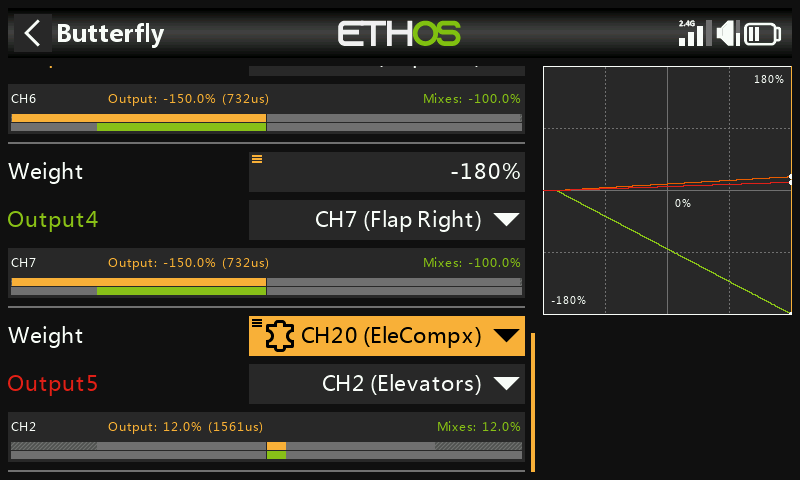 Butterfly
ETHOS
2.4G
CH6 Output: -150.0% (732us) Mixes: -100.0%
Weight -180%
Output4 CH7 (Flap Right)
CH7 Output: -150.0% (732us) Mixes: -100.0%
Weight CH20 (EleCompx)
Output5 CH2 (Elevators)
CH2 Output: 12.0% (1561us) Mixes: 12.0%
180%
0%
-180%